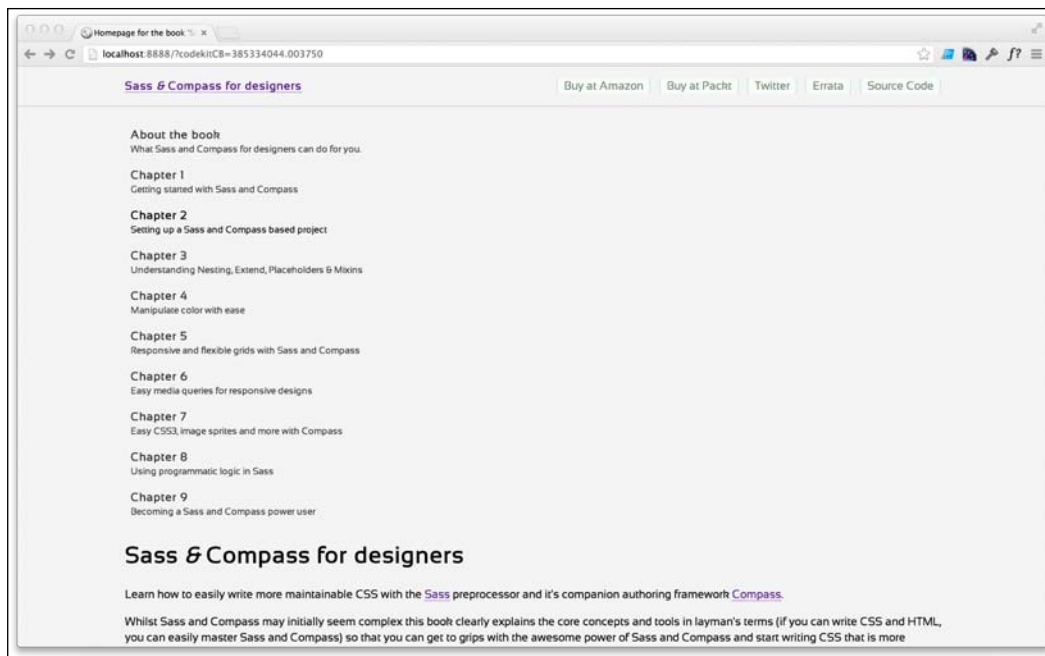 Homepage for the book
localhost:8888/?codekitCB=385334044.003750
f?
Sass & Compass for designers
Buy at Amazon
Buy at Packt
Twitter
Errata
Source Code
About the book
What Sass and Compass for designers can do for you.
Chapter 1
Getting started with Sass and Compass
Chapter 2
Setting up a Sass and Compass based project
Chapter 3
Understanding Nesting, Extend, Placeholders & Mixins
Chapter 4
Manipulate color with ease
Chapter 5
Responsive and flexible grids with Sass and Compass
Chapter 6
Easy media queries for responsive designs
Chapter 7
Easy CSS3, image sprites and more with Compass
Chapter 8
Using programmatic logic in Sass
Chapter 9
Becoming a Sass and Compass power user
Sass & Compass for designers
Learn how to easily write more maintainable CSS with the Sass preprocessor and it's companion authoring framework Compass.
Whilst Sass and Compass may initially seem complex this book clearly explains the core concepts and tools in layman's terms (if you can write CSS and HTML,
you can easily master Sass and Compass) so that you can get to grips with the awesome power of Sass and Compass and start writing CSS that is more